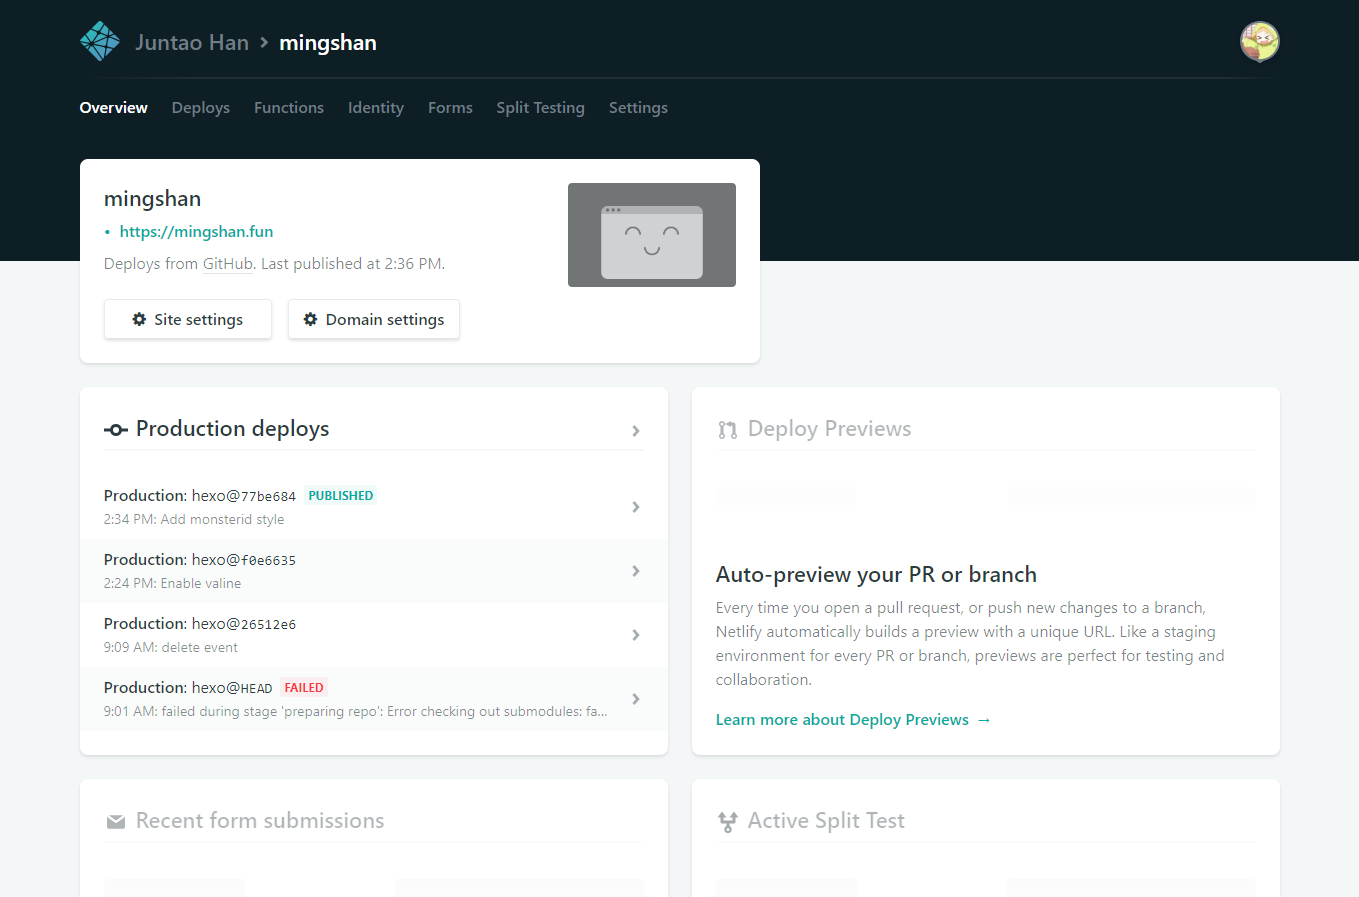 Juntao Han > mingshan
Overview Deploys Functions Identity Forms Split Testing Settings
mingshan
• https://mingshan.fun
Deploys from GitHub. Last published at 2:36 PM.
Site settings Domain settings
Production deploys
Production: hexo@77be684 PUBLISHED
2:34 PM: Add monsterid style
Production: hexo@f0e6635
2:24 PM: Enable valine
Production: hexo@26512e6
9:09 AM: delete event
Production: hexo@HEAD FAILED
9:01 AM: failed during stage 'preparing repo': Error checking out submodules: fa...
Deploy Previews
Auto-preview your PR or branch
Every time you open a pull request, or push new changes to a branch,
Netlify automatically builds a preview with a unique URL. Like a staging
environment for every PR or branch, previews are perfect for testing and
collaboration.
Learn more about Deploy Previews →
Recent form submissions
Active Split Test